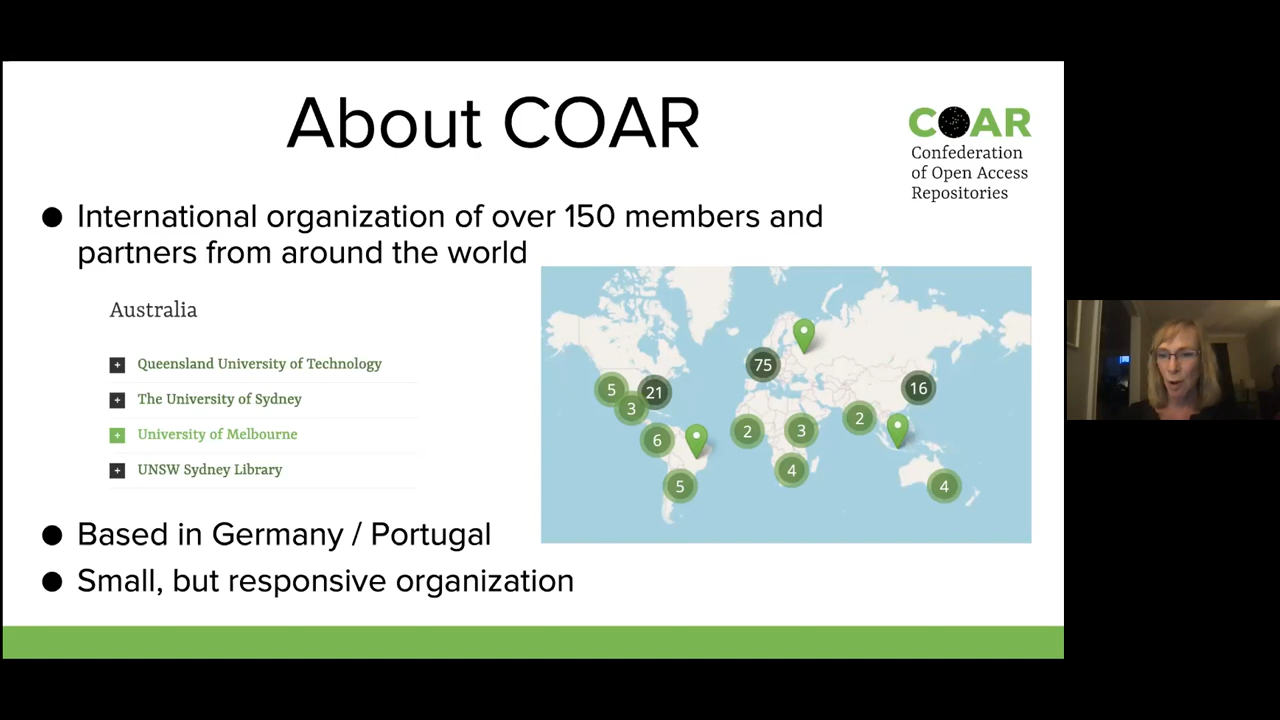 About COAR
COAR
Confederation
of Open Access
Repositories
● International organization of over 150 members and
partners from around the world
Australia
+ Queensland University of Technology
+ The University of Sydney
+ University of Melbourne
+ UNSW Sydney Library
5
21
3
6
5
75
2
3
4
2
16
4
● Based in Germany / Portugal
● Small, but responsive organization